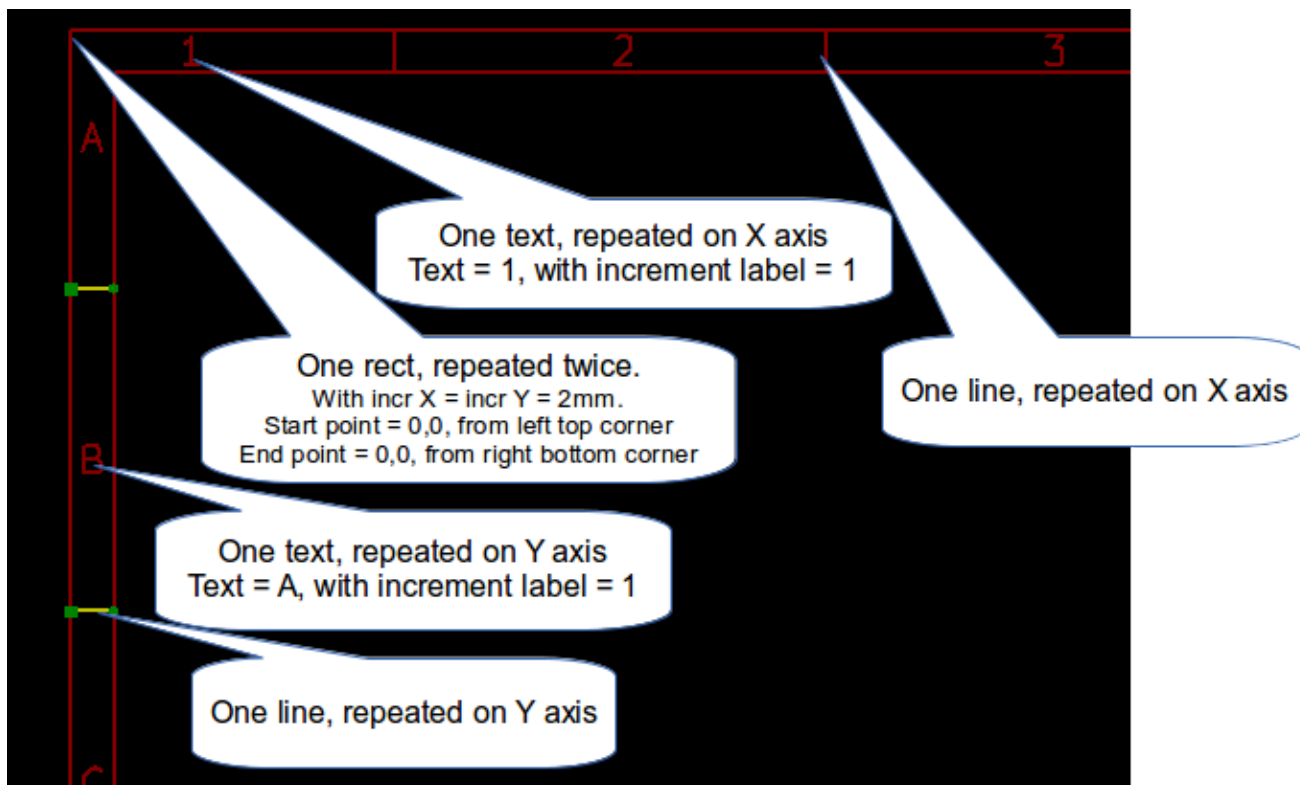 1 2 3
A
One text, repeated on X axis
Text = 1, with increment label = 1
One rect, repeated twice.
With incr X = incr Y = 2mm.
Start point = 0,0, from left top corner
End point = 0,0, from right bottom corner
One line, repeated on X axis
B
One text, repeated on Y axis
Text = A, with increment label = 1
One line, repeated on Y axis
C